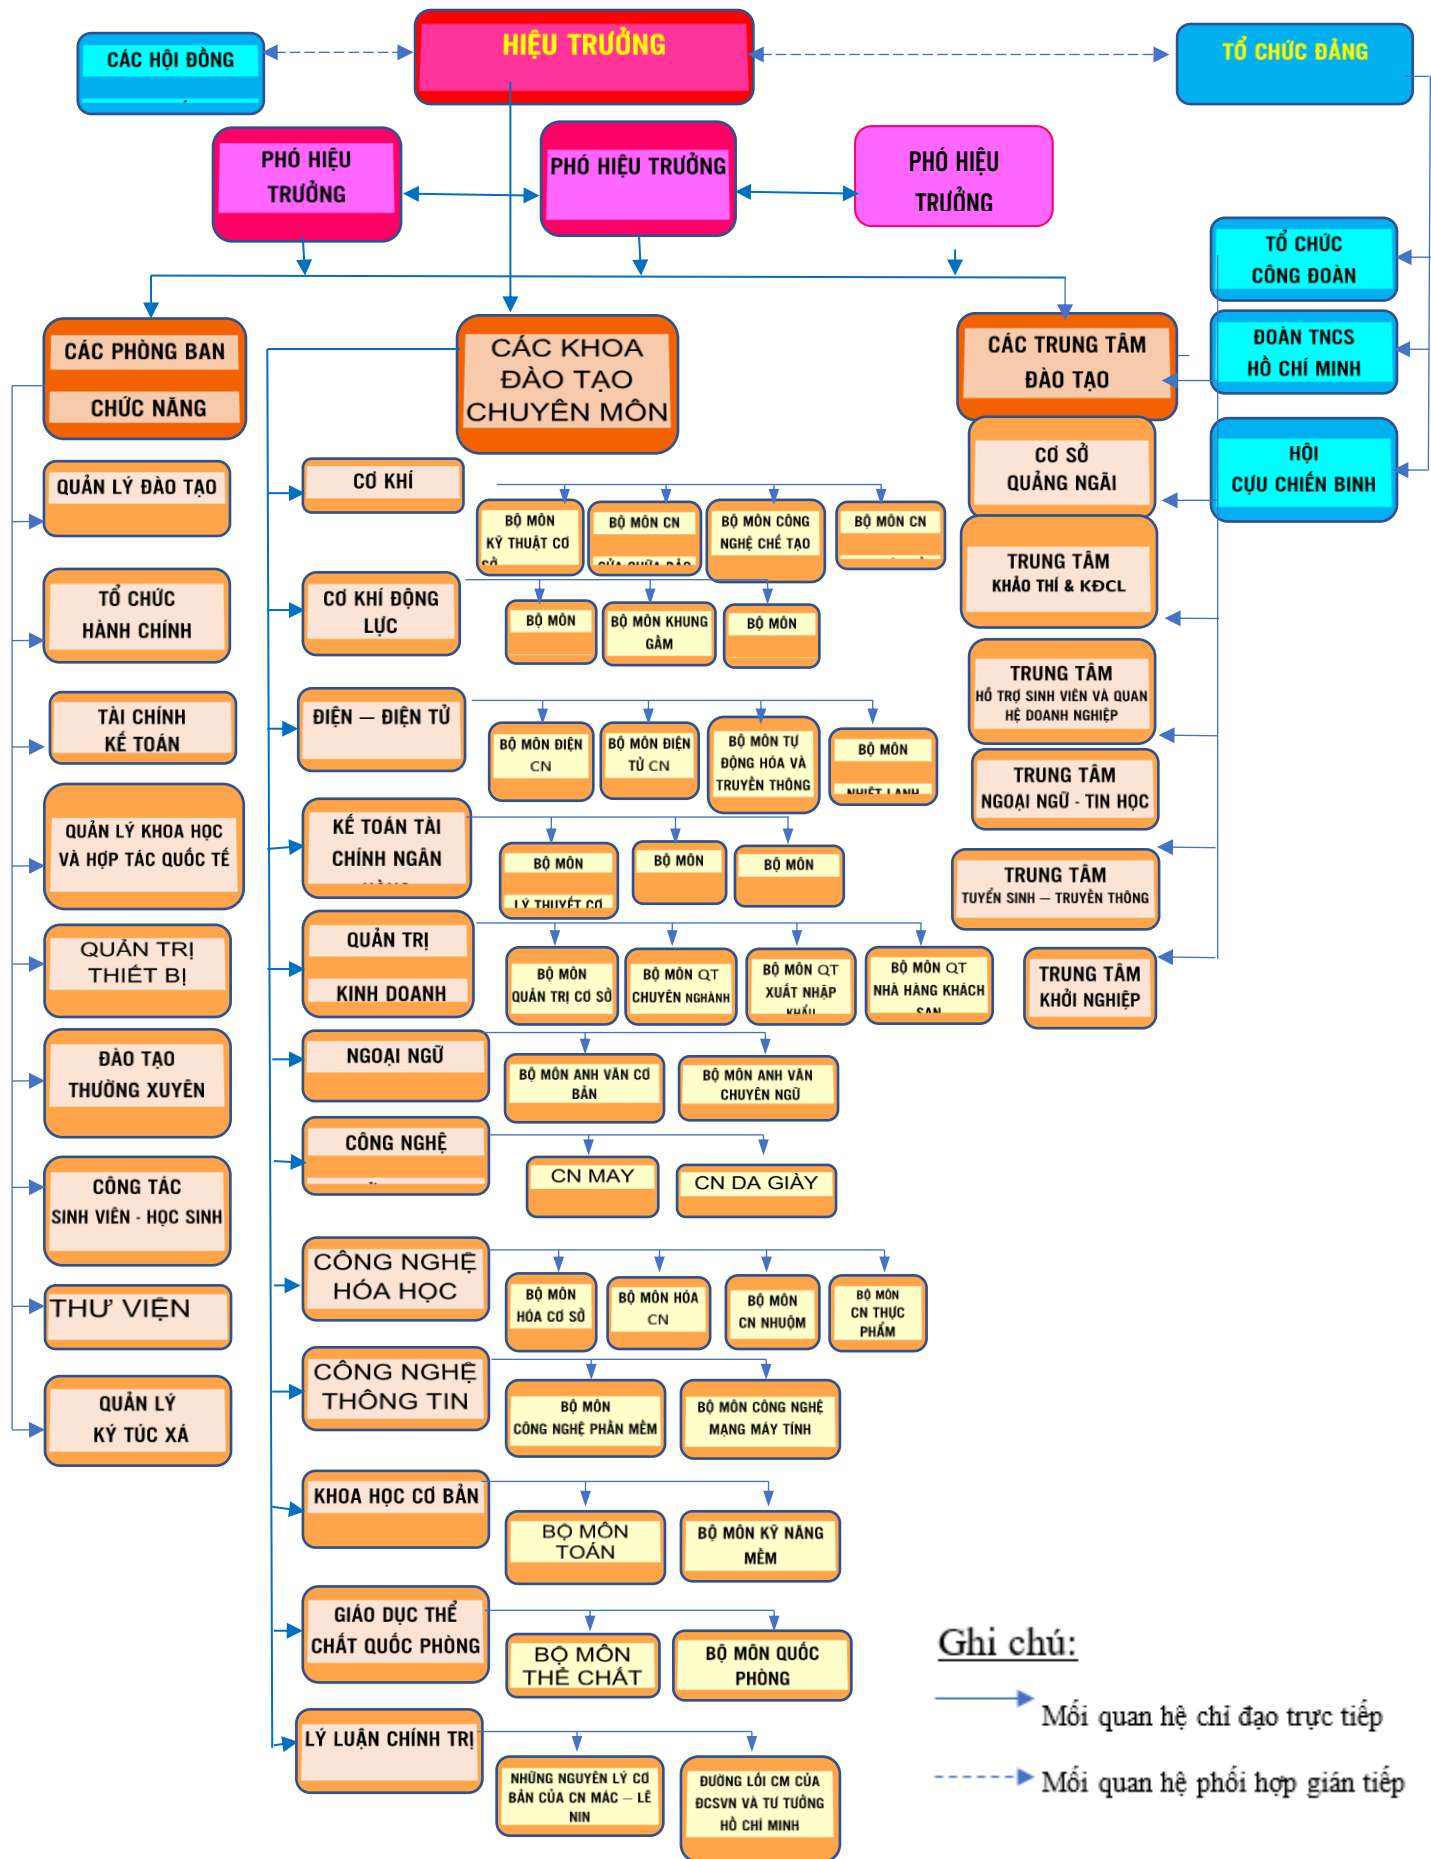 HIỆU TRƯỞNG
CÁC HỘI ĐỒNG
TỔ CHỨC ĐẢNG
PHÓ HIỆU
TRƯỞNG
PHÓ HIỆU TRƯỞNG
PHÓ HIỆU
TRƯỞNG
TỔ CHỨC
CÔNG ĐOÀN
ĐOÀN TNCS
HỒ CHÍ MINH
HỘI
CỰU CHIẾN BINH
CÁC PHÒNG BAN
CHỨC NĂNG
QUẢN LÝ ĐÀO TẠO
TỔ CHỨC
HÀNH CHÍNH
TÀI CHÍNH
KẾ TOÁN
QUẢN LÝ KHOA HỌC
VÀ HỢP TÁC QUỐC TẾ
QUẢN TRỊ
THIẾT BỊ
ĐÀO TẠO
THƯỜNG XUYÊN
CÔNG TÁC
SINH VIÊN - HỌC SINH
THƯ VIỆN
QUẢN LÝ
KÝ TÚC XÁ
CÁC KHOA
ĐÀO TẠO
CHUYÊN MÔN
CƠ KHÍ
BỘ MÔN
KỸ THUẬT CƠ
SỞ
BỘ MÔN CN
SỬA CHỮA BẢO
BỘ MÔN CÔNG
NGHỆ CHẾ TẠO
BỘ MÔN CN
CƠ KHÍ ĐỘNG
LỰC
BỘ MÔN
BỘ MÔN KHUNG
GẦM
BỘ MÔN
ĐIỆN – ĐIỆN TỬ
BỘ MÔN ĐIỆN
CN
BỘ MÔN ĐIỆN
TỬ CN
BỘ MÔN TỰ
ĐỘNG HÓA VÀ
TRUYỀN THÔNG
BỘ MÔN
NHIỆT LẠNH
KẾ TOÁN TÀI
CHÍNH NGÂN
HÀNG
BỘ MÔN
LÝ THUYẾT CƠ
BỘ MÔN
BỘ MÔN
QUẢN TRỊ
KINH DOANH
BỘ MÔN
QUẢN TRỊ CƠ SỞ
BỘ MÔN QT
CHUYÊN NGHÀNH
BỘ MÔN QT
XUẤT NHẬP
KHẨU
BỘ MÔN QT
NHÀ HÀNG KHÁCH
SẠN
NGOẠI NGỮ
BỘ MÔN ANH VĂN CƠ
BẢN
BỘ MÔN ANH VĂN
CHUYÊN NGỮ
CÔNG NGHỆ
CN MAY
CN DA GIÀY
CÔNG NGHỆ
HÓA HỌC
BỘ MÔN
HÓA CƠ SỞ
BỘ MÔN HÓA
CN
BỘ MÔN
CN NHUỘM
BỘ MÔN
CN THỰC
PHẨM
CÔNG NGHỆ
THÔNG TIN
BỘ MÔN
CÔNG NGHỆ PHẦN MỀM
BỘ MÔN CÔNG NGHỆ
MẠNG MÁY TÍNH
KHOA HỌC CƠ BẢN
BỘ MÔN
TOÁN
BỘ MÔN KỸ NĂNG
MỀM
GIÁO DỤC THỂ
CHẤT QUỐC PHÒNG
BỘ MÔN
THỂ CHẤT
BỘ MÔN QUỐC
PHÒNG
LÝ LUẬN CHÍNH TRỊ
NHỮNG NGUYÊN LÝ CƠ
BẢN CỦA CN MÁC – LÊ
NIN
ĐƯỜNG LỐI CM CỦA
ĐCSVN VÀ TƯ TƯỞNG
HỒ CHÍ MINH
CÁC TRUNG TÂM
ĐÀO TẠO
CƠ SỞ
QUẢNG NGÃI
TRUNG TÂM
KHẢO THÍ & KĐCL
TRUNG TÂM
HỖ TRỢ SINH VIÊN VÀ QUAN
HỆ DOANH NGHIỆP
TRUNG TÂM
NGOẠI NGỮ - TIN HỌC
TRUNG TÂM
TUYỂN SINH – TRUYỀN THÔNG
TRUNG TÂM
KHỞI NGHIỆP
Ghi chú:
Mối quan hệ chỉ đạo trực tiếp
Mối quan hệ phối hợp gián tiếp